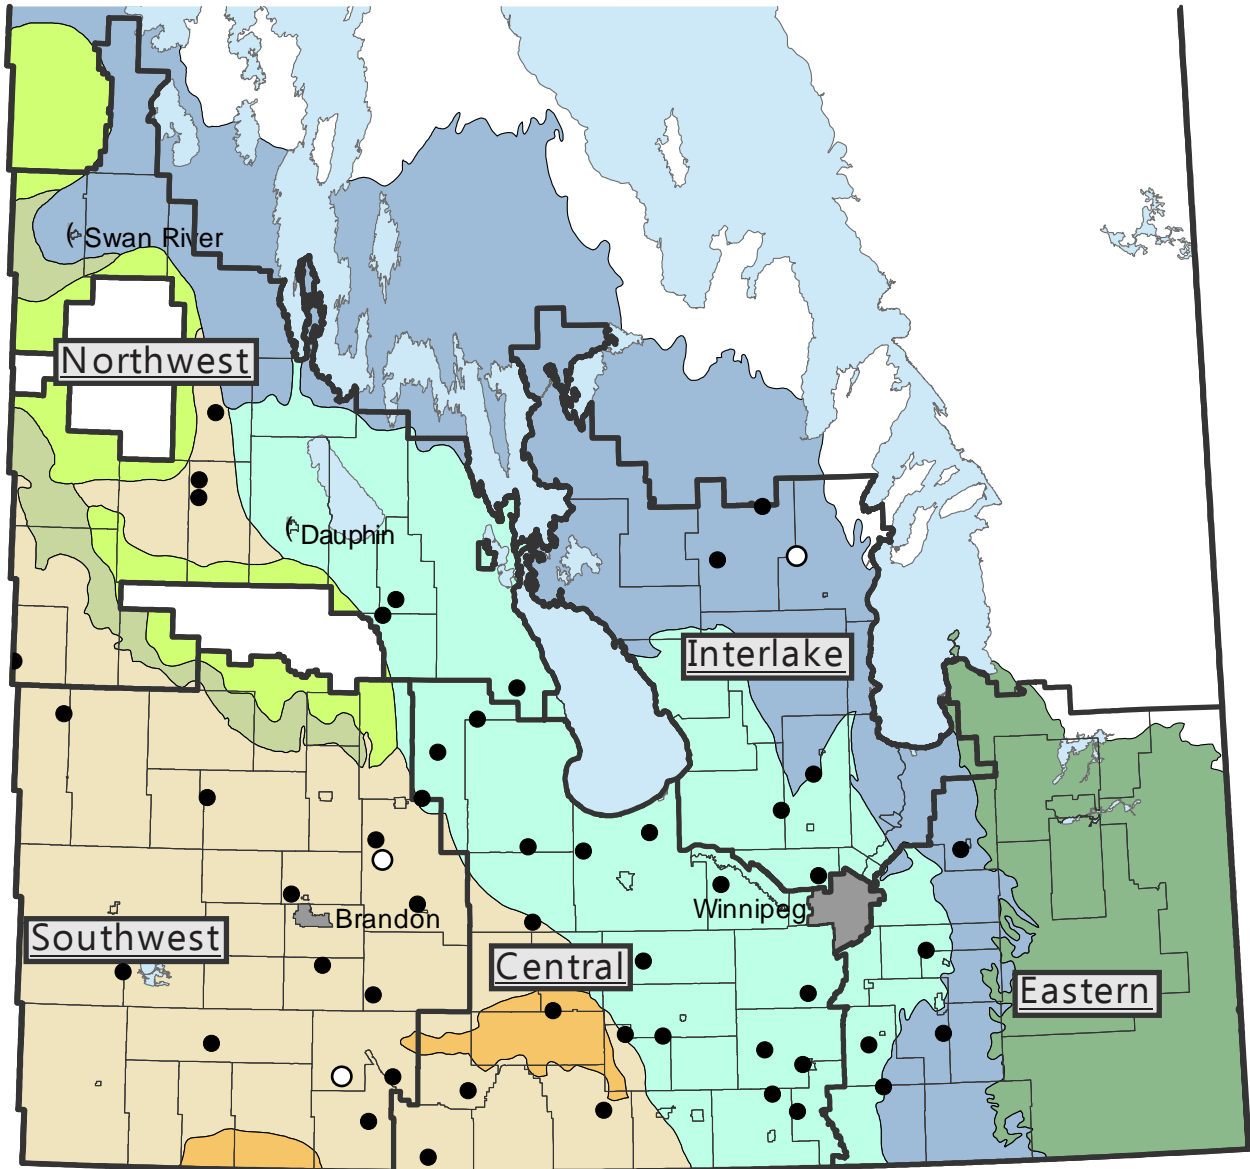 Swan River
Northwest
Dauphin
Interlake
Winnipeg
Brandon
Southwest
Central
Eastern